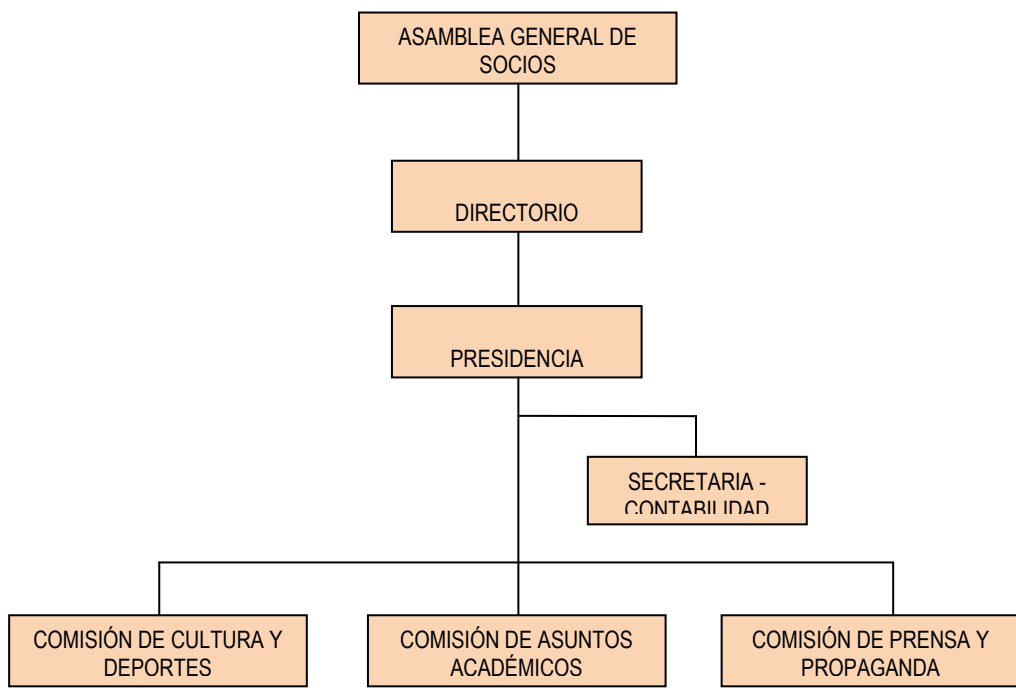 ASAMBLEA GENERAL DE
SOCIOS
DIRECTORIO
PRESIDENCIA
SECRETARIA -
CONTABILIDAD
COMISIÓN DE CULTURA Y
DEPORTES
COMISIÓN DE ASUNTOS
ACADÉMICOS
COMISIÓN DE PRENSA Y
PROPAGANDA